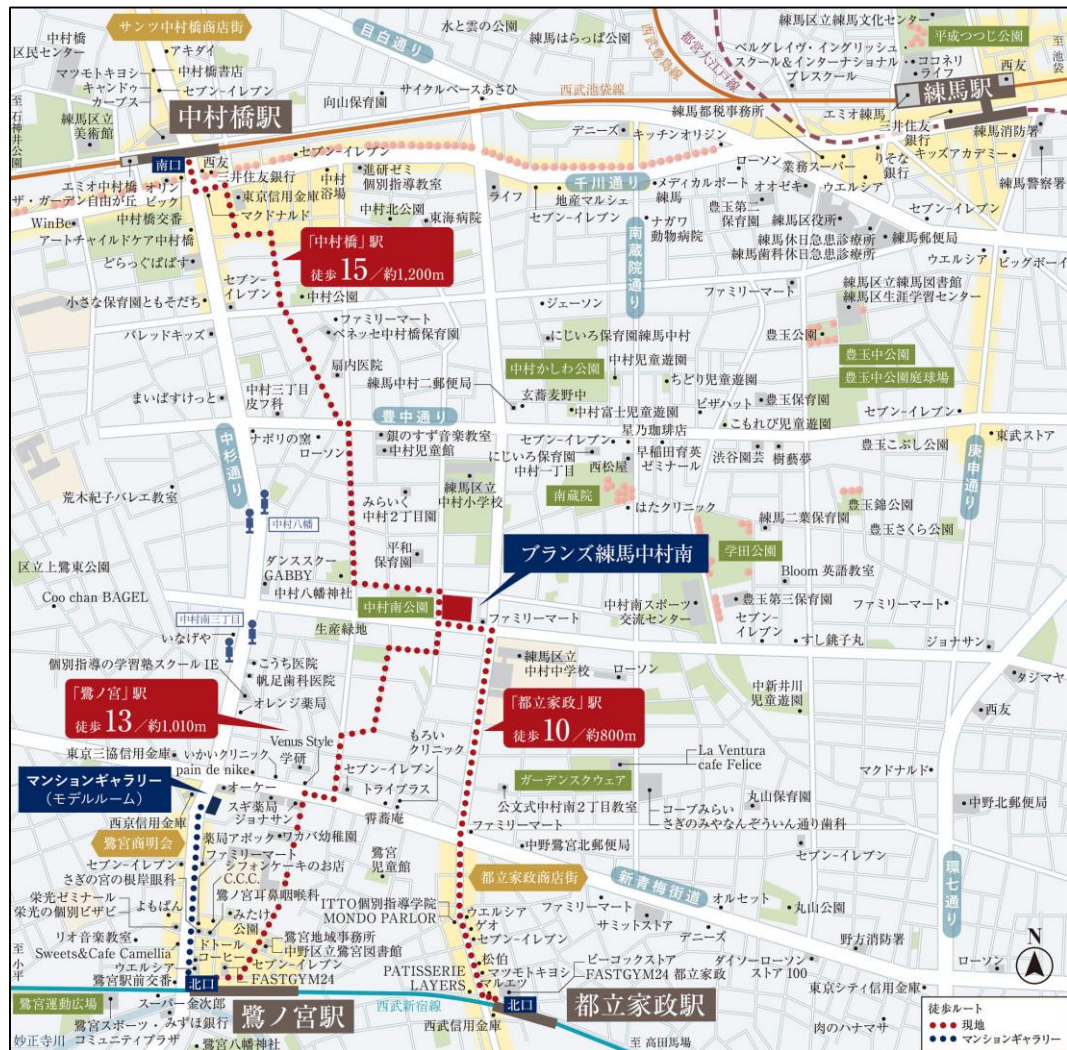 サンツ中村橋商店街
目白通り
水と雲の公園
練馬はらっぱ公園
西武豊島線
都営大江戸線
練馬区立練馬文化センター
平成つつじ公園
至池袋
ベルグレイヴ・イングリッシュ
スクール&インターナショナル
プレスクール
ココネリ
ライフ
西友
中村橋
区民センター
アキダイ
マツモトキヨシ
中村橋書店
キャンドゥ
セブン-イレブン
カーブス
向山保育園
サイクルベースあさひ
西武池袋線
練馬駅
至石神井公園
練馬区立
美術館
中村橋駅
練馬都税事務所
エミオ練馬
三井住友
銀行
練馬消防署
デニーズ
キッチンオリジン
南口
西友
セブン-イレブン
三井住友銀行
ローソン
業務スーパー
りそな
銀行
キッズアカデミー
エミオ中村橋
オリン
ピック
ザ・ガーデン自由が丘
東京信用金庫
中村
浴場
進研ゼミ
個別指導教室
ライフ
千川通り
地産マルシェ
メディカルポート
練馬
オオゼキ
ウエルシア
練馬警察署
WinBe
中村橋交番
マクドナルド
中村北公園
東海病院
セブン-イレブン
豊玉第二
保育園
セブン-イレブン
アートチャイルドケア中村橋
ナガワ
動物病院
練馬区役所
どらっぐぱぱす
「中村橋」駅
徒歩15/約1,200m
南蔵院通り
練馬休日急患診療所
練馬歯科休日急患診療所
練馬郵便局
ウエルシア
ビッグボーイ
セブン-
イレブン
小さな保育園ともそだち
中村公園
ジェーソン
ファミリーマート
練馬区立練馬図書館
練馬区生涯学習センター
バレッドキッズ
ファミリーマート
ベネッセ中村橋保育園
にじいろ保育園練馬中村
豊玉公園
扇内医院
中村かしわ公園
中村児童遊園
豊玉中公園
豊玉中公園庭球場
練馬中村二郵便局
ちどり児童遊園
まいばすけっと
中村三丁目
皮フ科
玄蕎麦野中
中村富士児童遊園
ピザハット
豊玉保育園
セブン-イレブン
豊中通り
こもれび児童遊園
中杉通り
ナポリの窯
ローソン
銀のすず音楽教室
中村児童館
星乃珈琲店
セブン-イレブン
にじいろ保育園
中村一丁目
早稲田育英
ゼミナール
西松屋
渋谷園芸
樹藝夢
豊玉こぶし公園
東武ストア
庚申通り
荒木紀子バレエ教室
みらいく
中村2丁目園
練馬区立
中村小学校
南蔵院
はたクリニック
豊玉錦公園
中村八幡
練馬二葉保育園
豊玉さくら公園
平和
保育園
ブランズ練馬中村南
学田公園
区立上鷺東公園
ダンススクー
GABBY
中村八幡神社
Bloom 英語教室
Coo chan BAGEL
中村南公園
中村南スポーツ
交流センター
豊玉第三保育園
ファミリーマート
中村南三丁目
生産緑地
ファミリーマート
セブン-
イレブン
すし銚子丸
ジョナサン
いなげや
個別指導の学習塾スクールIE
こうち医院
帆足歯科医院
練馬区立
中村中学校
ローソン
中新井川
児童遊園
タジマヤ
「鷺ノ宮」駅
徒歩13/約1,010m
オレンジ薬局
「都立家政」駅
徒歩10/約800m
西友
東京三協信用金庫
いかいクリニック
pain de nike
Venus Style
学研
もろい
クリニック
La Ventura
cafe Felice
マクドナルド
マンションギャラリー
(モデルルーム)
オーケー
セブン-イレブン
トライプラス
ガーデンスクウェア
丸山保育園
中野北郵便局
スギ薬局
ジョナサン
公文式中村南2丁目教室
コープみらい
さぎのみやなんぞういん通り歯科
西京信用金庫
薬局アポック
ワカバ幼稚園
ファミリーマート
鷺宮商明会
中野鷺宮北郵便局
セブン-イレブン
ファミリーマート
シフォンケーキのお店
C.C.C.
セブン-イレブン
さぎの宮の根岸眼科
鷺宮
児童館
都立家政商店街
新青梅街道
環七通り
栄光ゼミナール
栄光の個別ビザビ
よもぱん
鷺ノ宮耳鼻咽喉科
みたけ
公園
ITTO個別指導学院
MONDO PARLOR
ウエルシア
ゲオ
セブン-イレブン
ファミリーマート
オルセット
丸山公園
サミットストア
リオ音楽教室
Sweets&Cafe Camellia
ドトール
コーヒー
鷺宮地域事務所
中野区立鷺宮図書館
デニーズ
野方消防署
至小平
ウエルシア
セブン-イレブン
FASTGYM24
松伯
マツモトキヨシ
マルエツ
PATISSERIE
LAYERS
ピーコックストア
FASTGYM24 都立家政
ダイソー
ローソン
ストア100
ローソン
鷺宮駅前交番
北口
北口
東京シティ信用金庫
鷺宮運動広場
スーパー金次郎
みずほ銀行
鷺ノ宮駅
西武新宿線
都立家政駅
西武信用金庫
肉のハナマサ
鷺宮スポーツ・
コミュニティプラザ
妙正寺川
鷺宮八幡神社
至 高田馬場
N
徒歩ルート
現地
マンションギャラリー